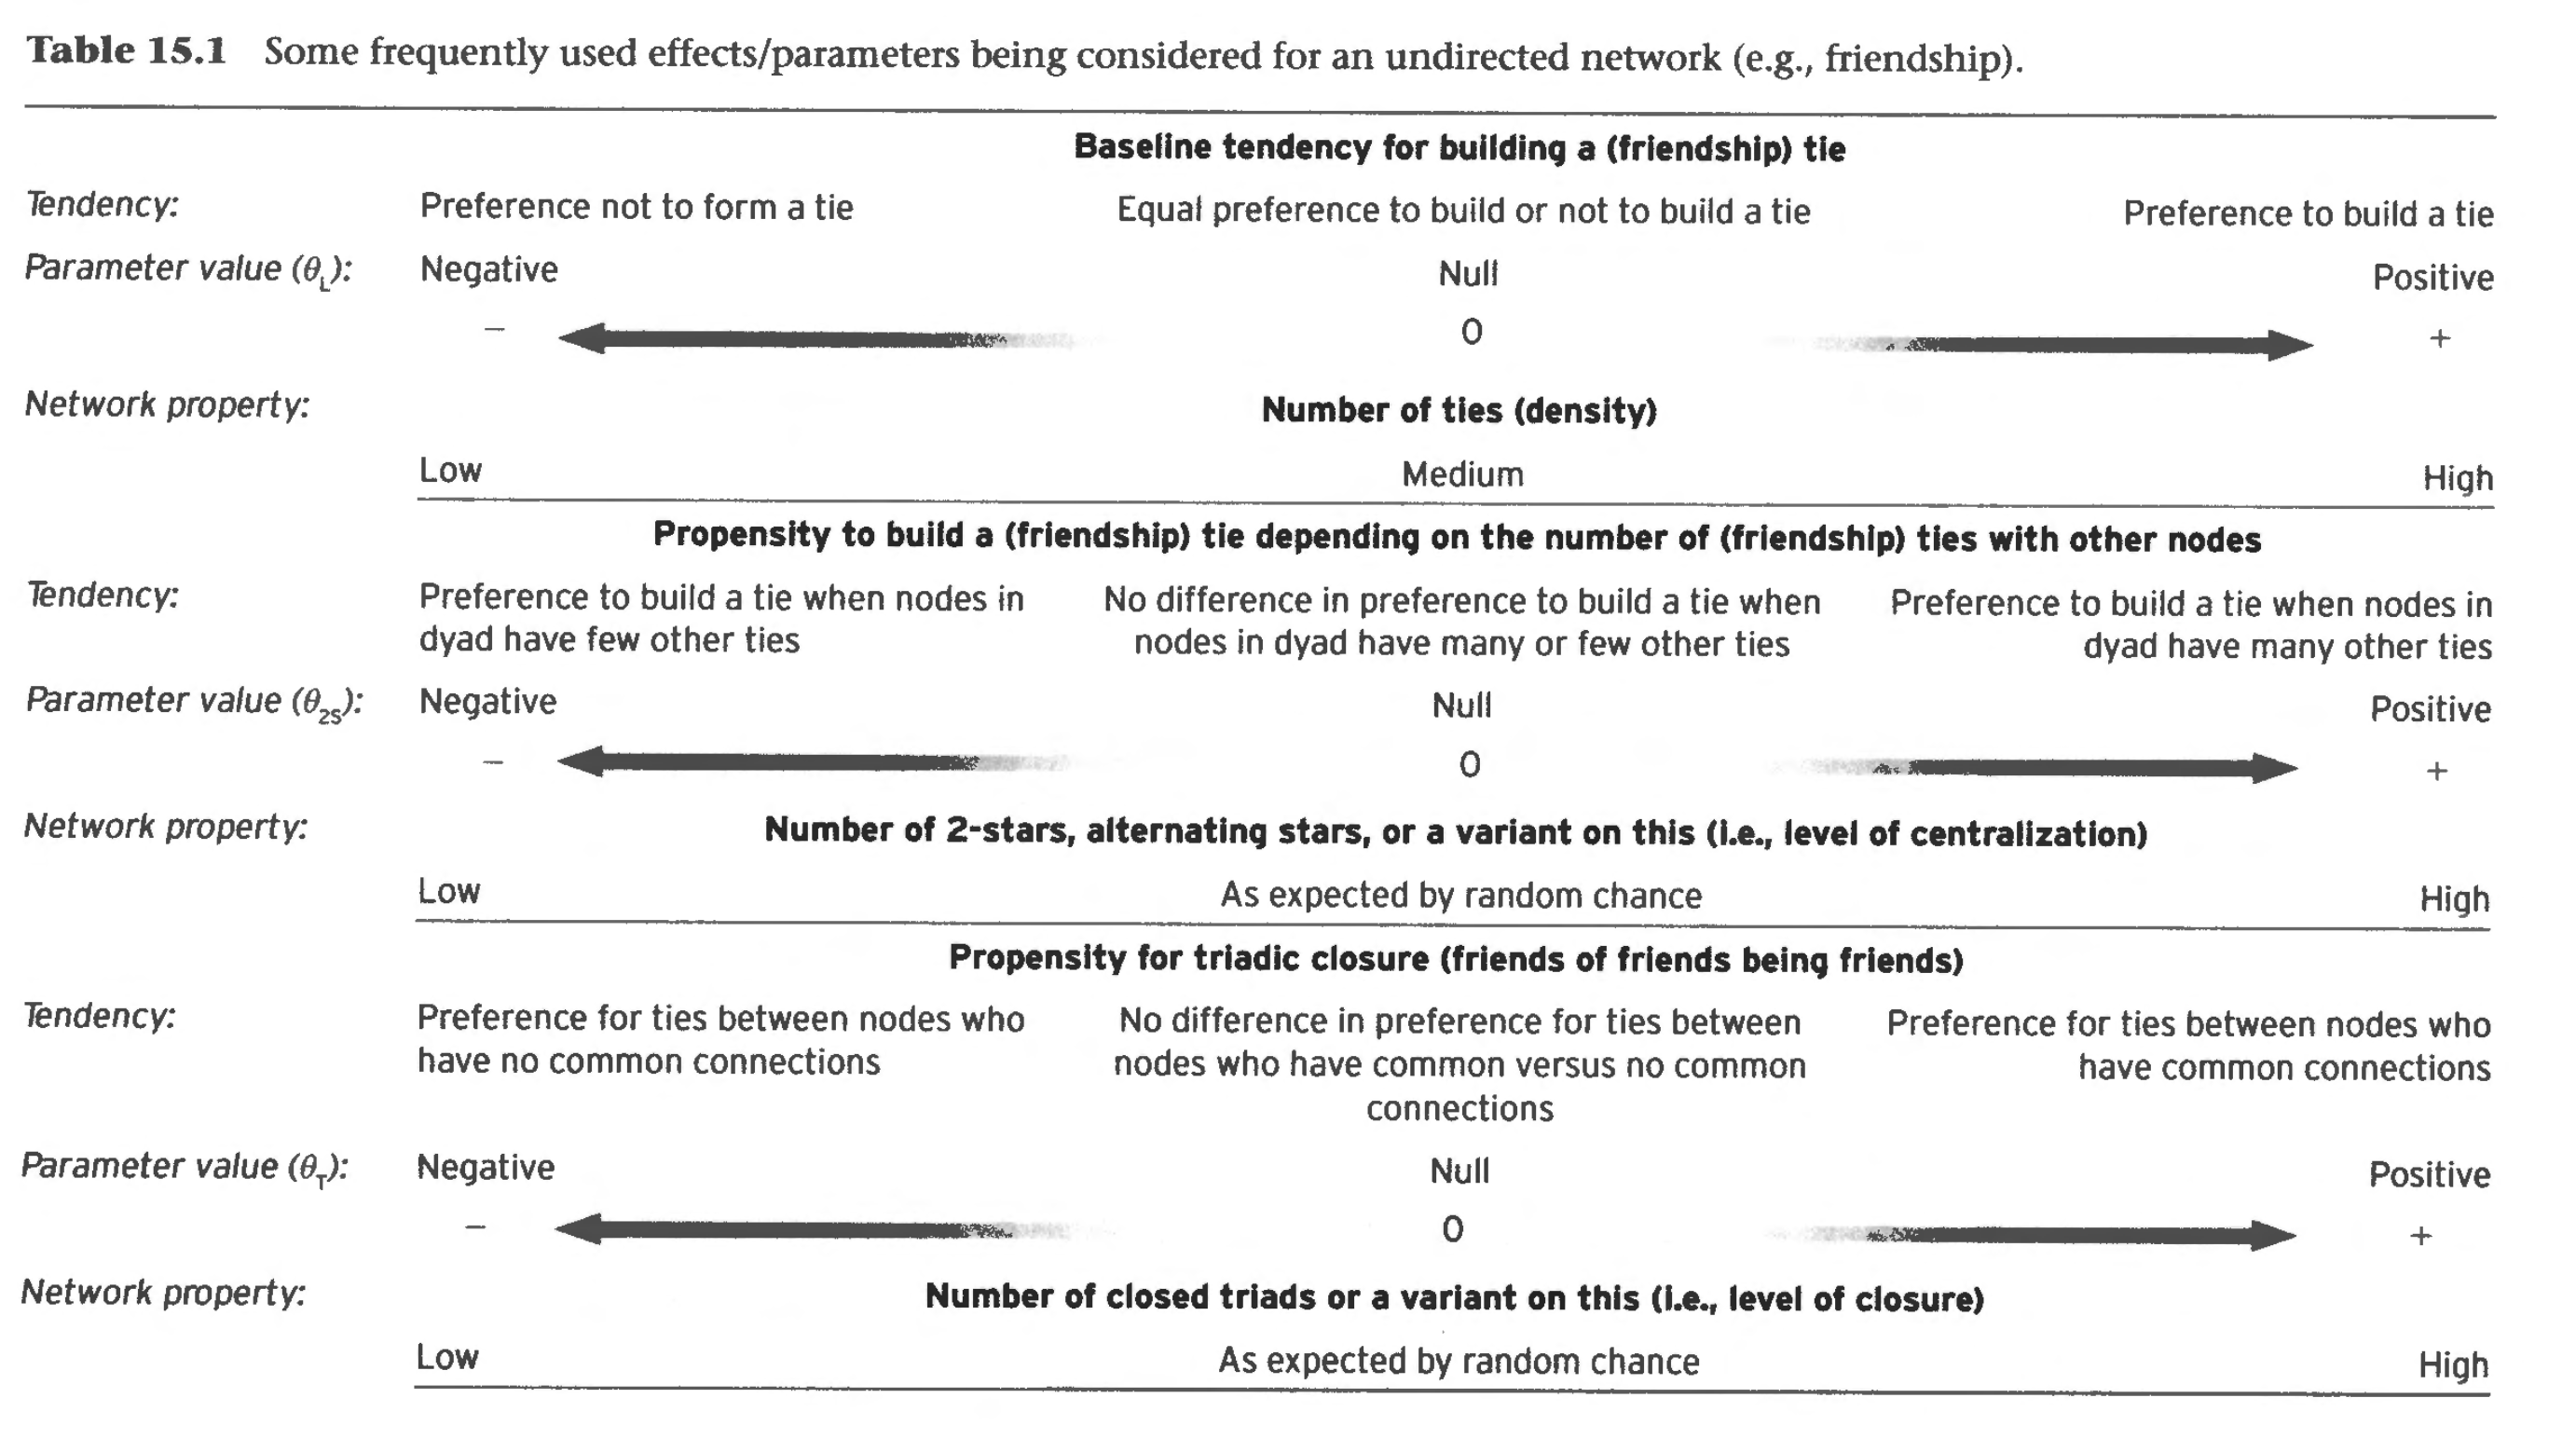 Table 15.1 Some frequently used effects/parameters being considered for an undirected network (e.g., friendship).
Baseline tendency for building a (friendship) tie
Tendency: Preference not to form a tie Equal preference to build or not to build a tie Preference to build a tie
Parameter value (θL): Negative Null Positive
− 0 +
Network property: Number of ties (density)
Low Medium High
Propensity to build a (friendship) tie depending on the number of (friendship) ties with other nodes
Tendency: Preference to build a tie when nodes in No difference in preference to build a tie when Preference to build a tie when nodes in
dyad have few other ties nodes in dyad have many or few other ties dyad have many other ties
Parameter value (θ2S): Negative Null Positive
− 0 +
Network property: Number of 2-stars, alternating stars, or a variant on this (i.e., level of centralization)
Low As expected by random chance High
Propensity for triadic closure (friends of friends being friends)
Tendency: Preference for ties between nodes who No difference in preference for ties between Preference for ties between nodes who
have no common connections nodes who have common versus no common have common connections
connections
Parameter value (θT): Negative Null Positive
− 0 +
Network property: Number of closed triads or a variant on this (i.e., level of closure)
Low As expected by random chance High